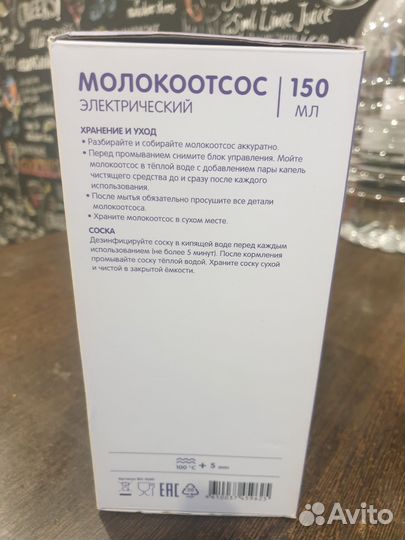 МОЛОКООТСОС
ЭЛЕКТРИЧЕСКИЙ
150
МЛ
ХРАНЕНИЕ И УХОД
• Разбирайте и собирайте молокоотсос аккуратно.
• Перед промыванием снимите блок управления. Мойте
молокоотсос в тёплой воде с добавлением пары капель
чистящего средства до и сразу после каждого
использования.
• После мытья обязательно просушите все детали
молокоотсоса.
• Храните молокоотсос в сухом месте.
СОСКА
Дезинфицируйте соску в кипящей воде перед каждым
использованием (не более 5 минут). После кормления
промывайте соску тёплой водой. Храните соску сухой
и чистой в закрытой ёмкости.
100 °C + 5 мин
EAC
Avito